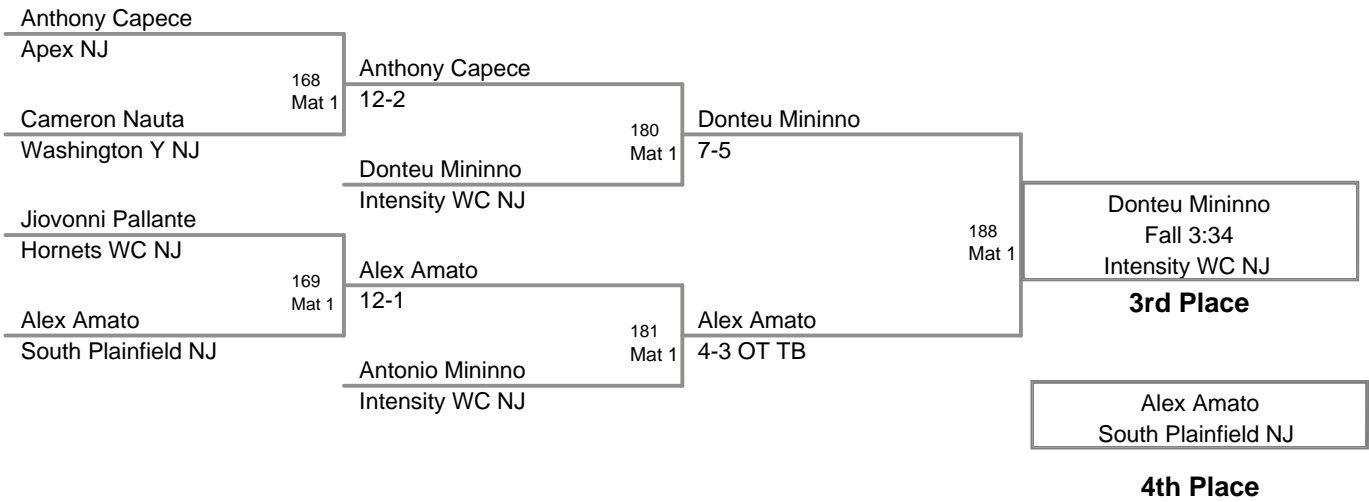 Anthony Capece
Apex NJ
168
Mat 1
Cameron Nauta
Washington Y NJ
Anthony Capece
12-2
180
Mat 1
Donteu Mininno
Intensity WC NJ
Donteu Mininno
7-5
Jiovonni Pallante
Hornets WC NJ
169
Mat 1
Alex Amato
South Plainfield NJ
Alex Amato
12-1
181
Mat 1
Antonio Mininno
Intensity WC NJ
Alex Amato
4-3 OT TB
188
Mat 1
Donteu Mininno
Fall 3:34
Intensity WC NJ
3rd Place
Alex Amato
South Plainfield NJ
4th Place